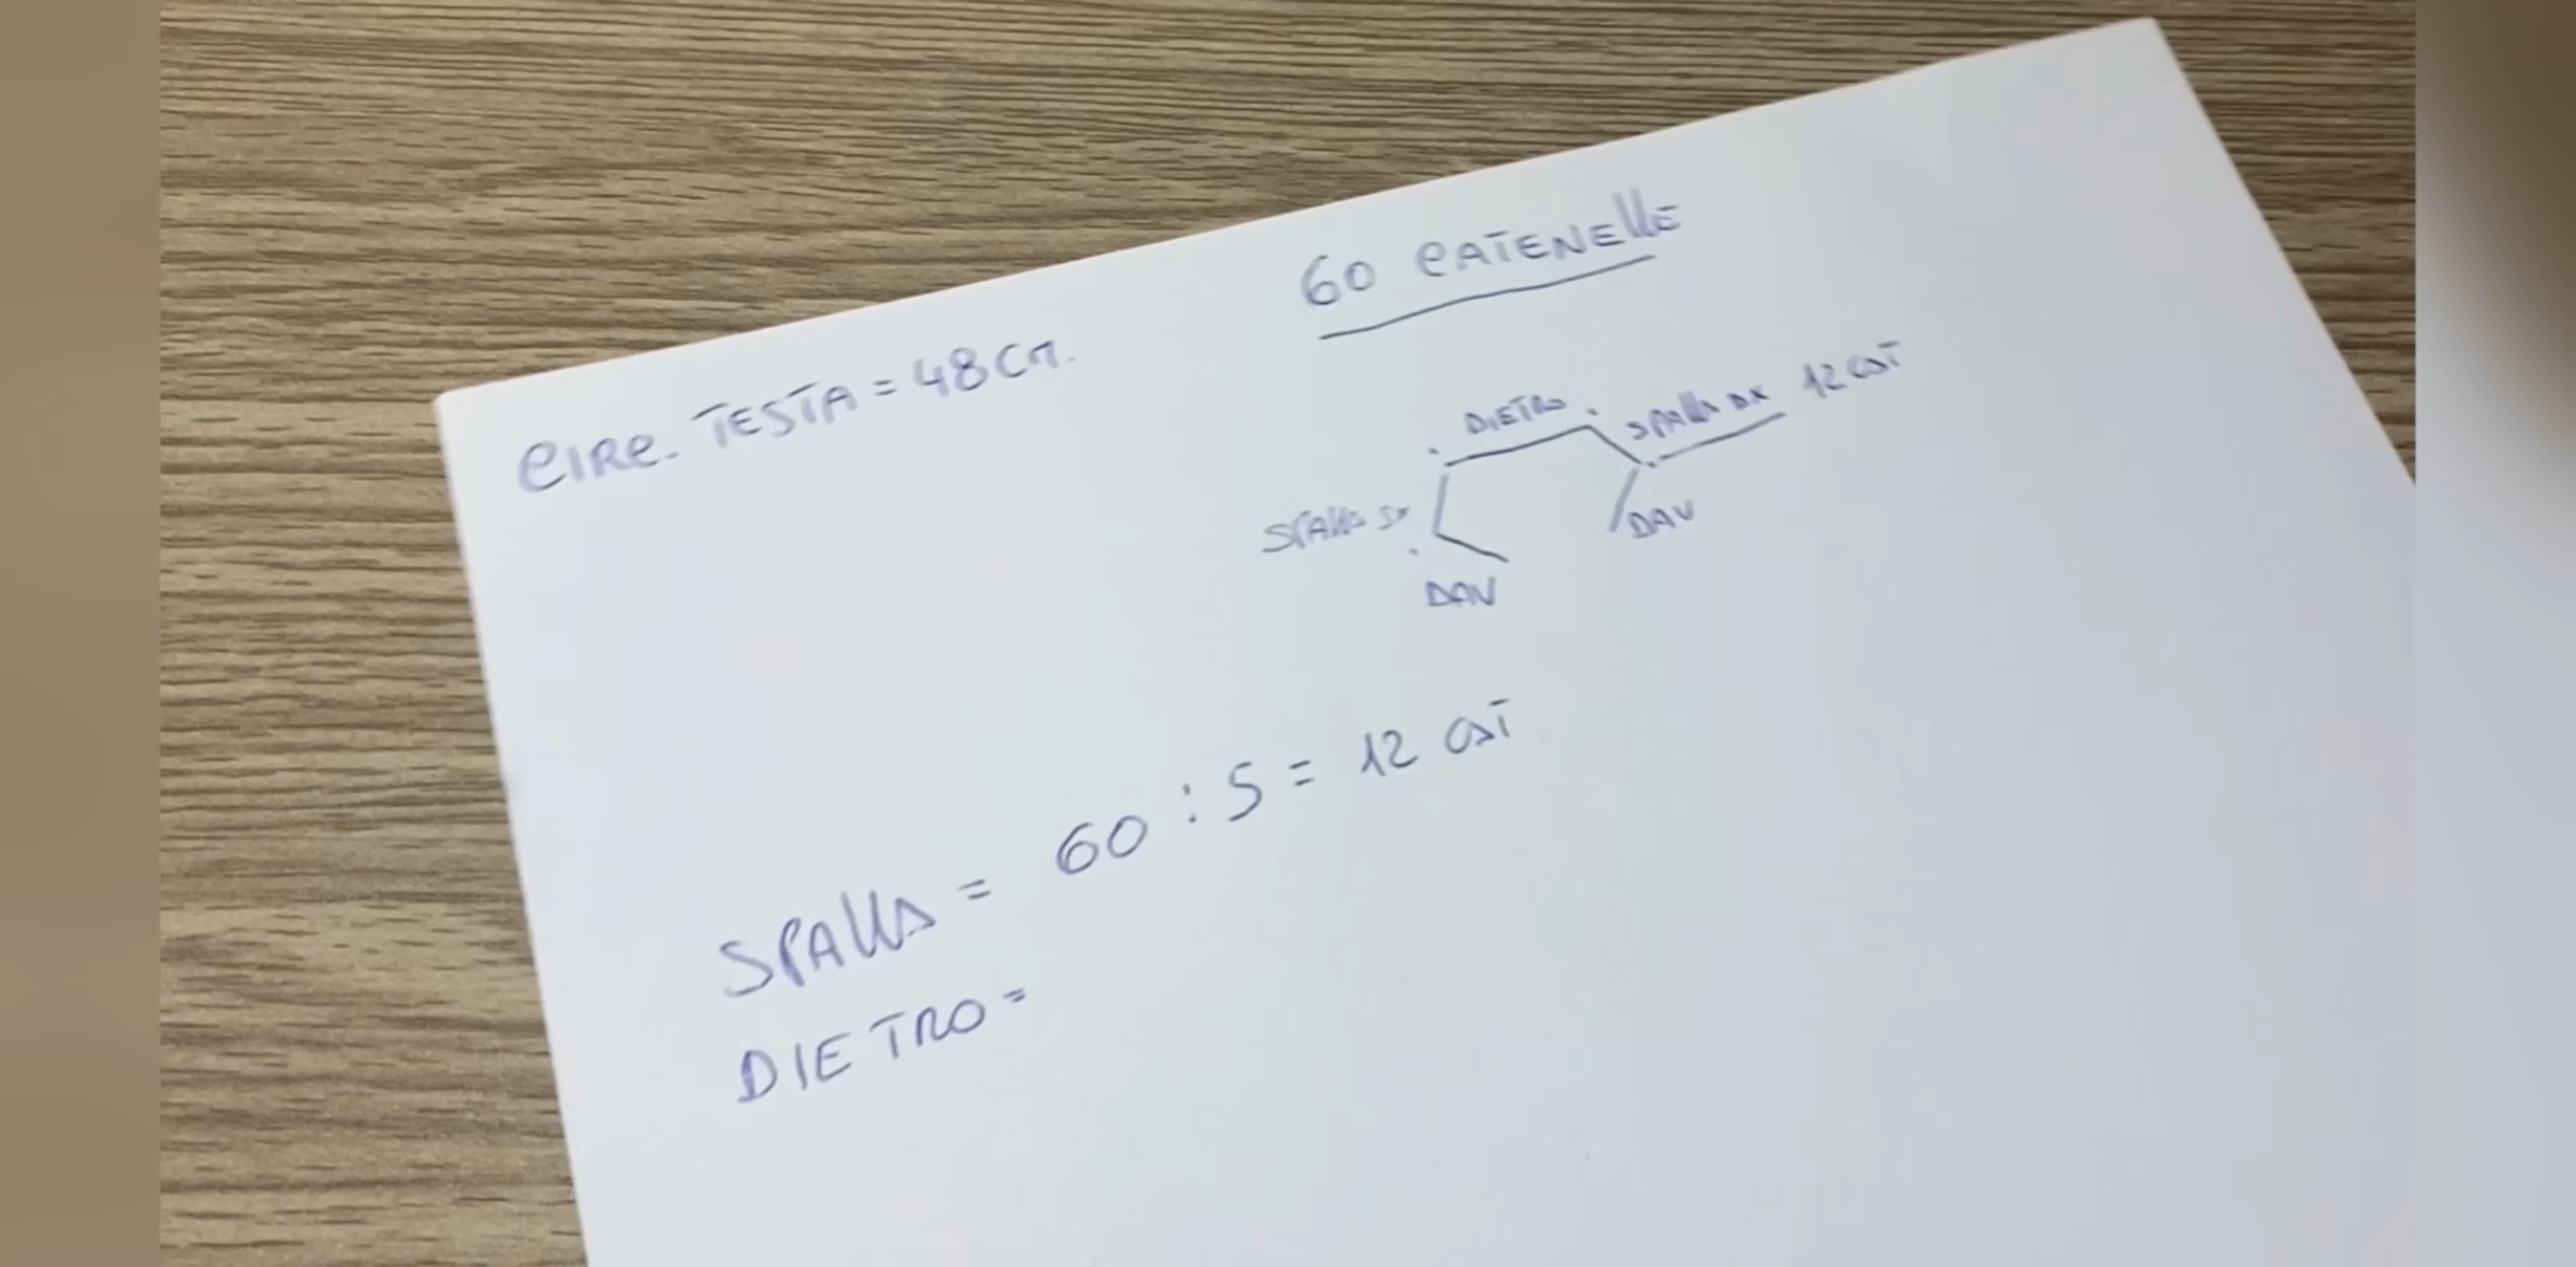 60 CATENELLE
CIRC. TESTA = 48 CM.
DIETRO
SPALLA DX 12 CAT
SPALLA SX
DAV
DAV
SPALLA = 60 : 5 = 12 CAT
DIETRO =